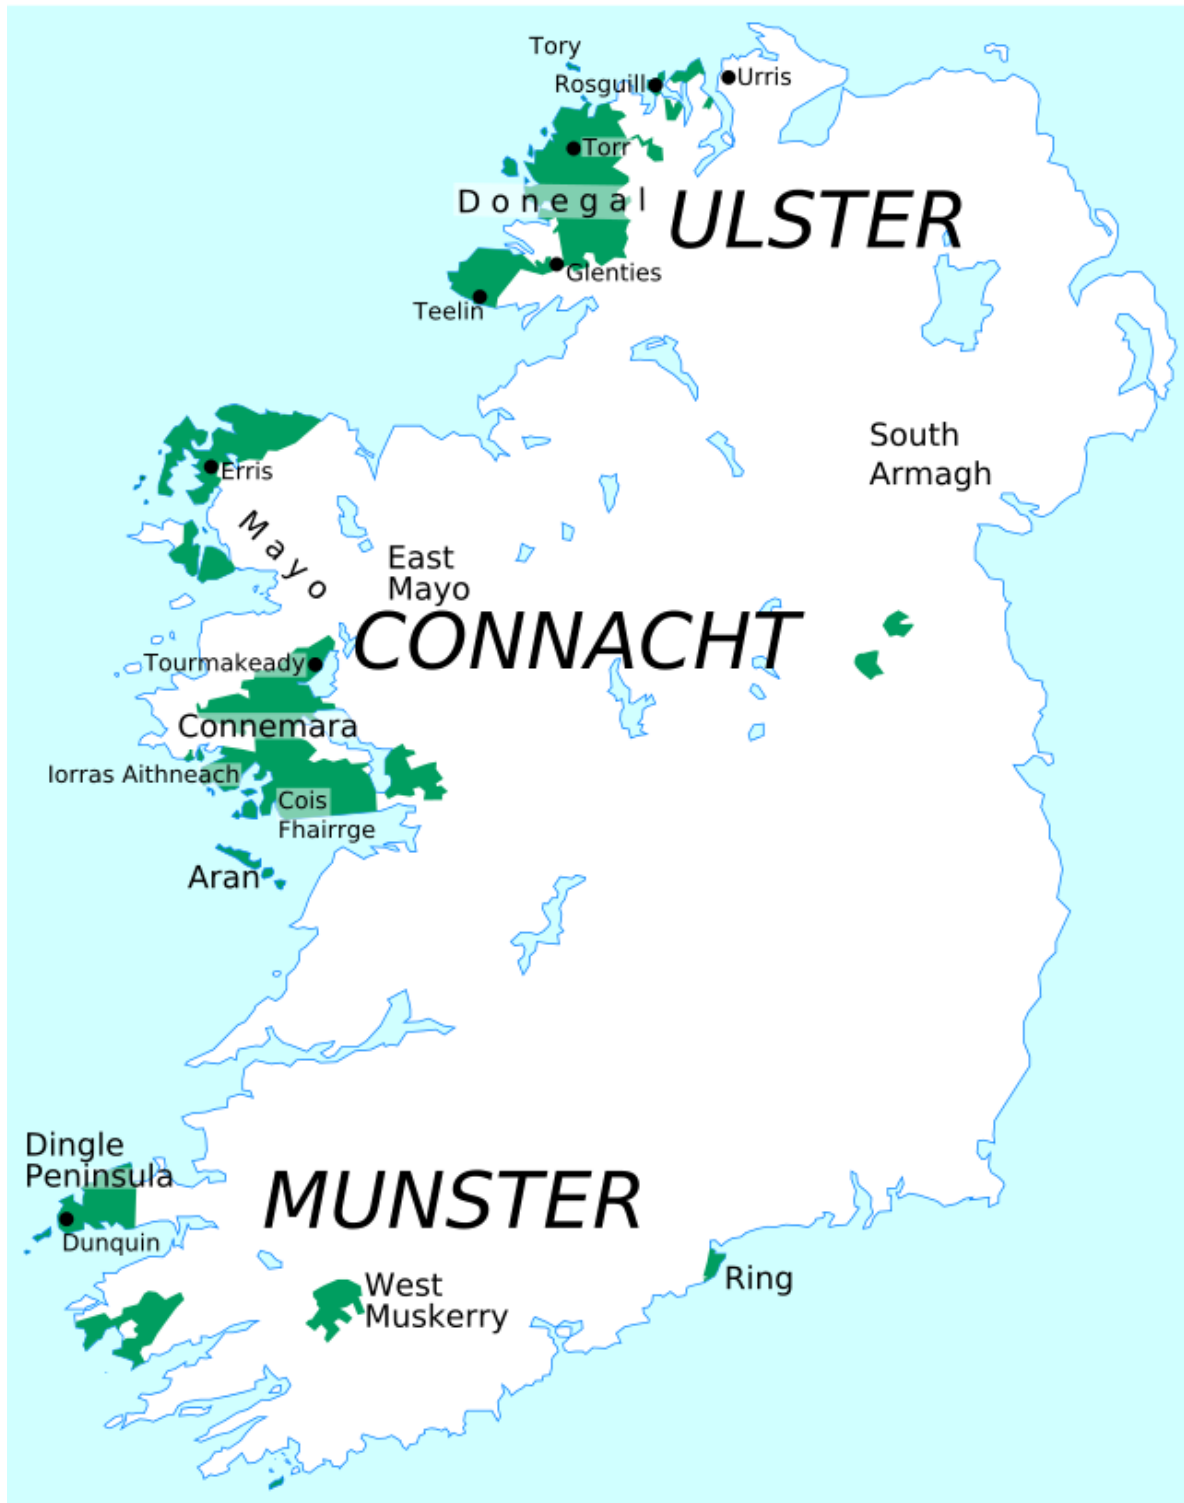 Tory
Rosguill
Urris
Torr
Donegal
ULSTER
Glenties
Teelin
South
Armagh
Erris
Mayo
East
Mayo
CONNACHT
Tourmakeady
Connemara
Iorras Aithneach
Cois
Fhairrge
Aran
Dingle
Peninsula
MUNSTER
Dunquin
Ring
West
Muskerry